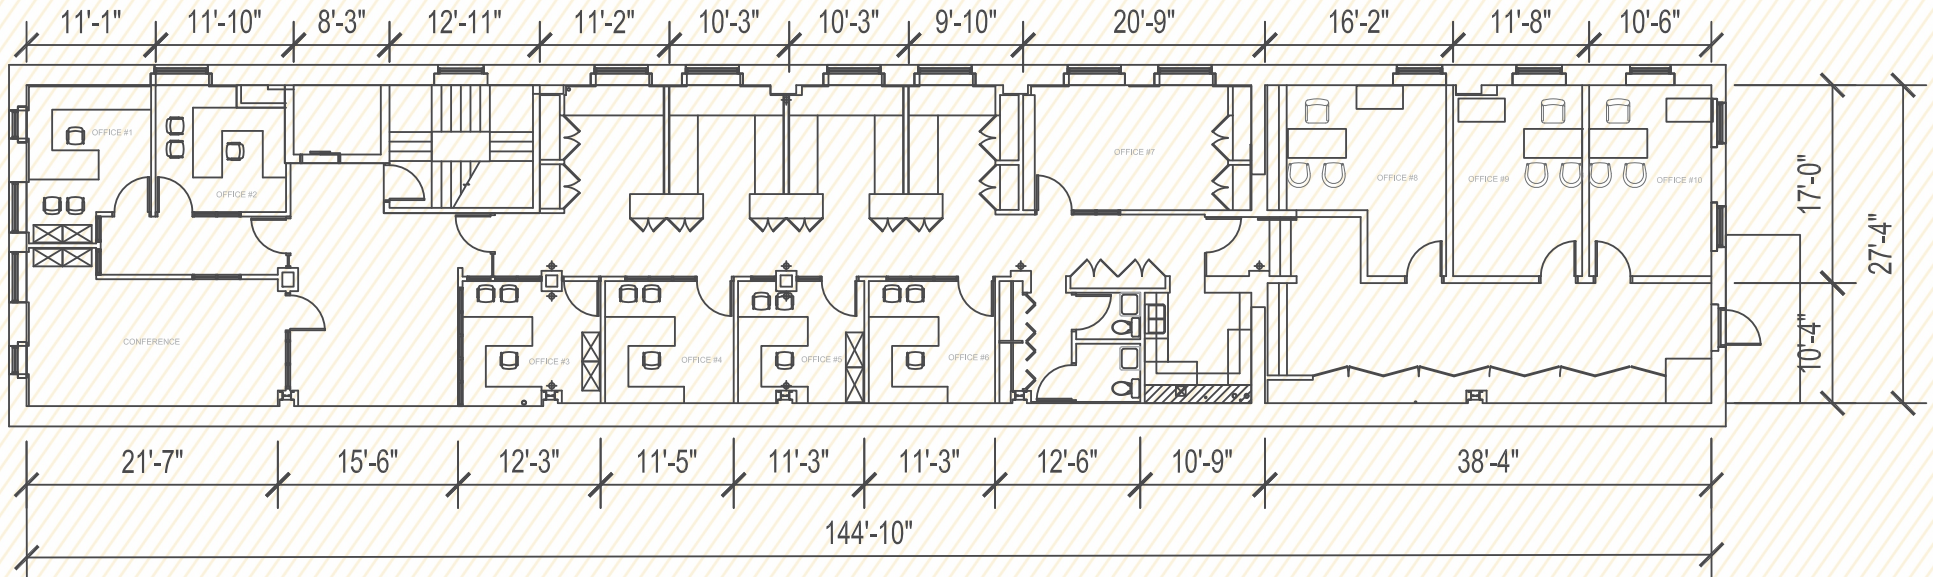 11'-1" 11'-10" 8'-3" 12'-11" 11'-2" 10'-3" 10'-3" 9'-10" 20'-9" 16'-2" 11'-8" 10'-6"
OFFICE #1
OFFICE #2
OFFICE #7
OFFICE #8
OFFICE #9
OFFICE #10
17'-0"
27'-4"
CONFERENCE
OFFICE #3
OFFICE #4
OFFICE #5
OFFICE #6
10'-4"
21'-7" 15'-6" 12'-3" 11'-5" 11'-3" 11'-3" 12'-6" 10'-9" 38'-4"
144'-10"